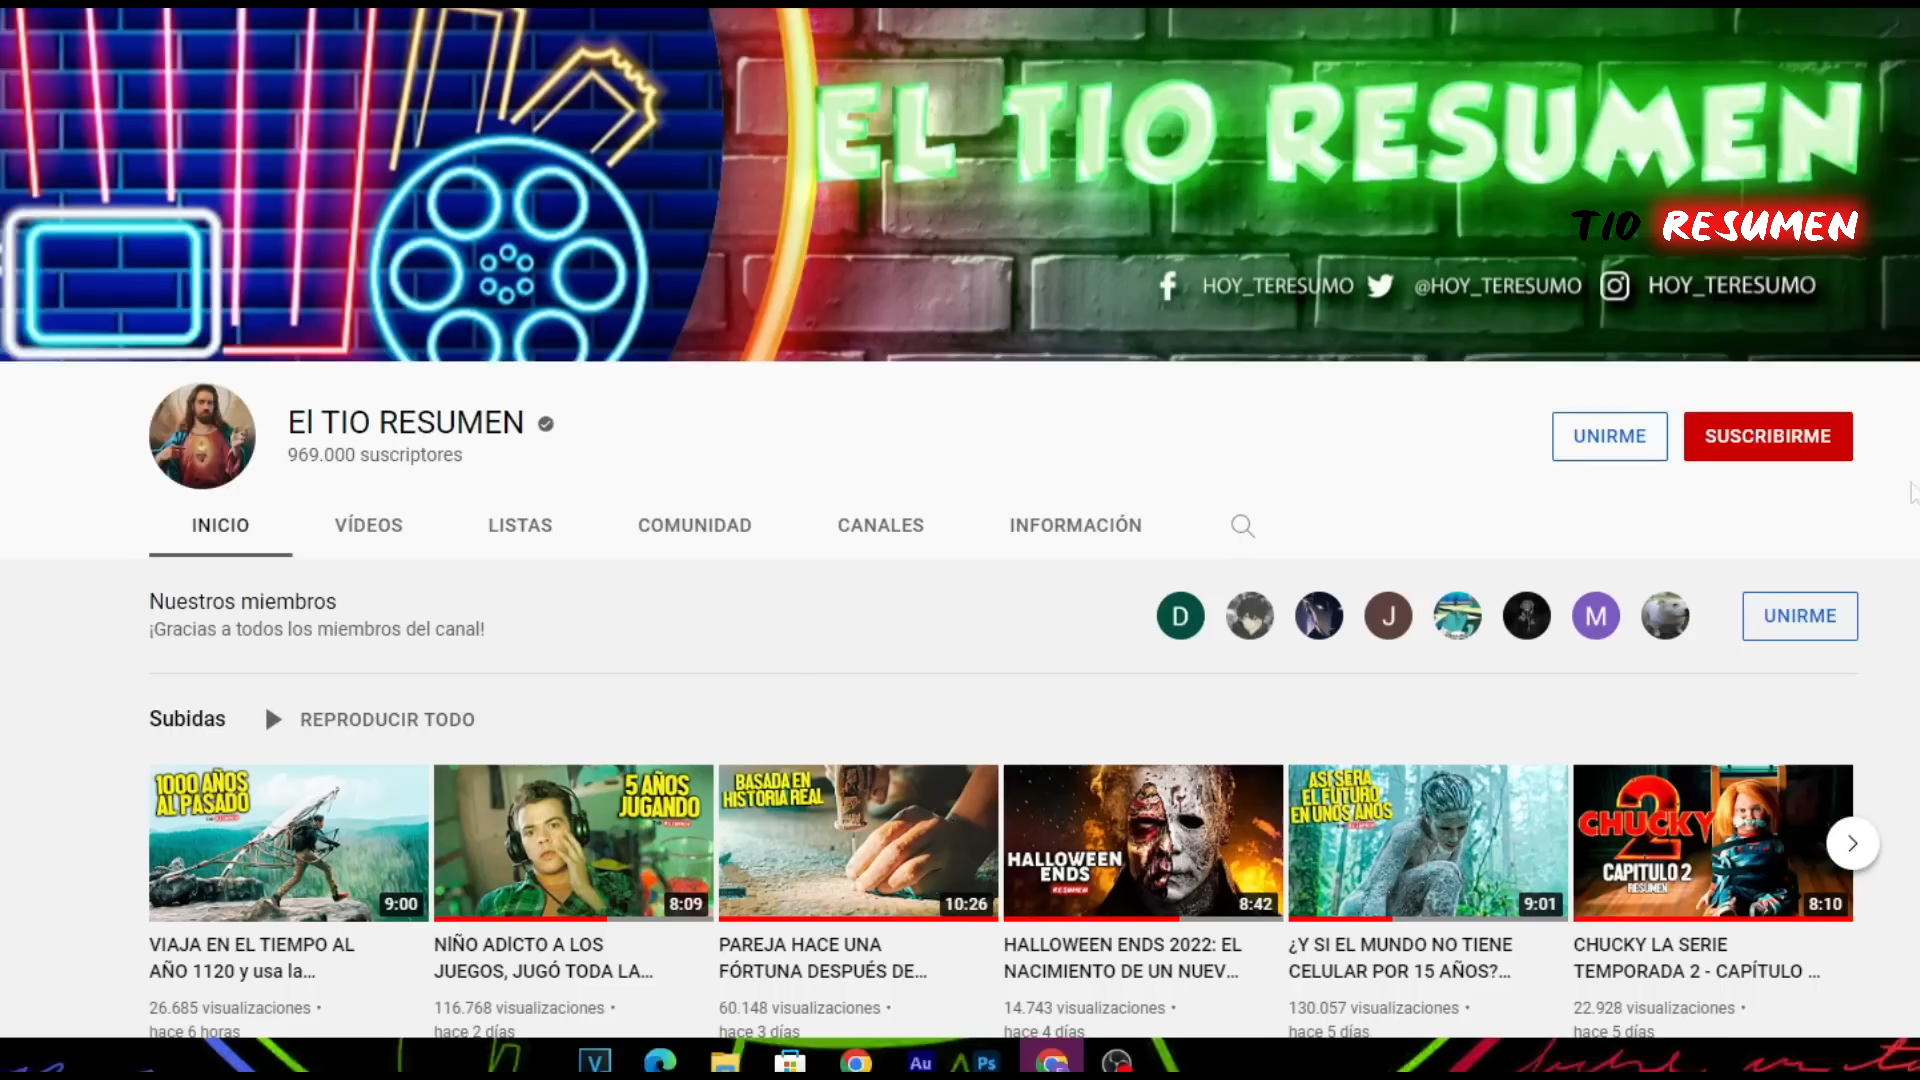 EL TIO RESUMEN
TIO RESUMEN
HOY_TERESUMO @HOY_TERESUMO HOY_TERESUMO
El TIO RESUMEN
969.000 suscriptores
UNIRME SUSCRIBIRME
INICIO VÍDEOS LISTAS COMUNIDAD CANALES INFORMACIÓN
Nuestros miembros
¡Gracias a todos los miembros del canal!
D J M UNIRME
Subidas REPRODUCIR TODO
1000 AÑOS
AL PASADO
9:00
5 AÑOS
JUGANDO
8:09
BASADA EN
HISTORIA REAL
10:26
HALLOWEEN
ENDS
RESUMEN
8:42
ASI SERA
EL FUTURO
EN UNOS AÑOS
9:01
2
CHUCKY
CAPITULO 2
RESUMEN
8:10
VIAJA EN EL TIEMPO AL
AÑO 1120 y usa la...
26.685 visualizaciones •
hace 6 horas
NIÑO ADICTO A LOS
JUEGOS, JUGÓ TODA LA...
116.768 visualizaciones •
hace 2 días
PAREJA HACE UNA
FÓRTUNA DESPUÉS DE...
60.148 visualizaciones •
hace 3 días
HALLOWEEN ENDS 2022: EL
NACIMIENTO DE UN NUEV...
14.743 visualizaciones •
hace 4 días
¿Y SI EL MUNDO NO TIENE
CELULAR POR 15 AÑOS?...
130.057 visualizaciones •
hace 5 días
CHUCKY LA SERIE
TEMPORADA 2 - CAPÍTULO ...
22.928 visualizaciones •
hace 5 días
V Au Ps